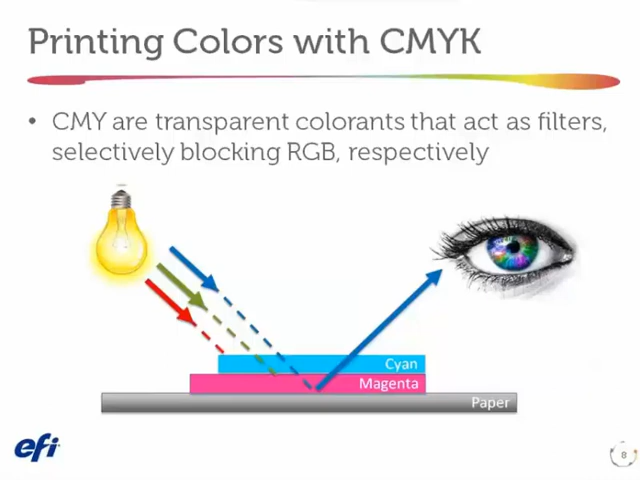 Printing Colors with CMYK
• CMY are transparent colorants that act as filters,
selectively blocking RGB, respectively
Cyan
Magenta
Paper
efi
8